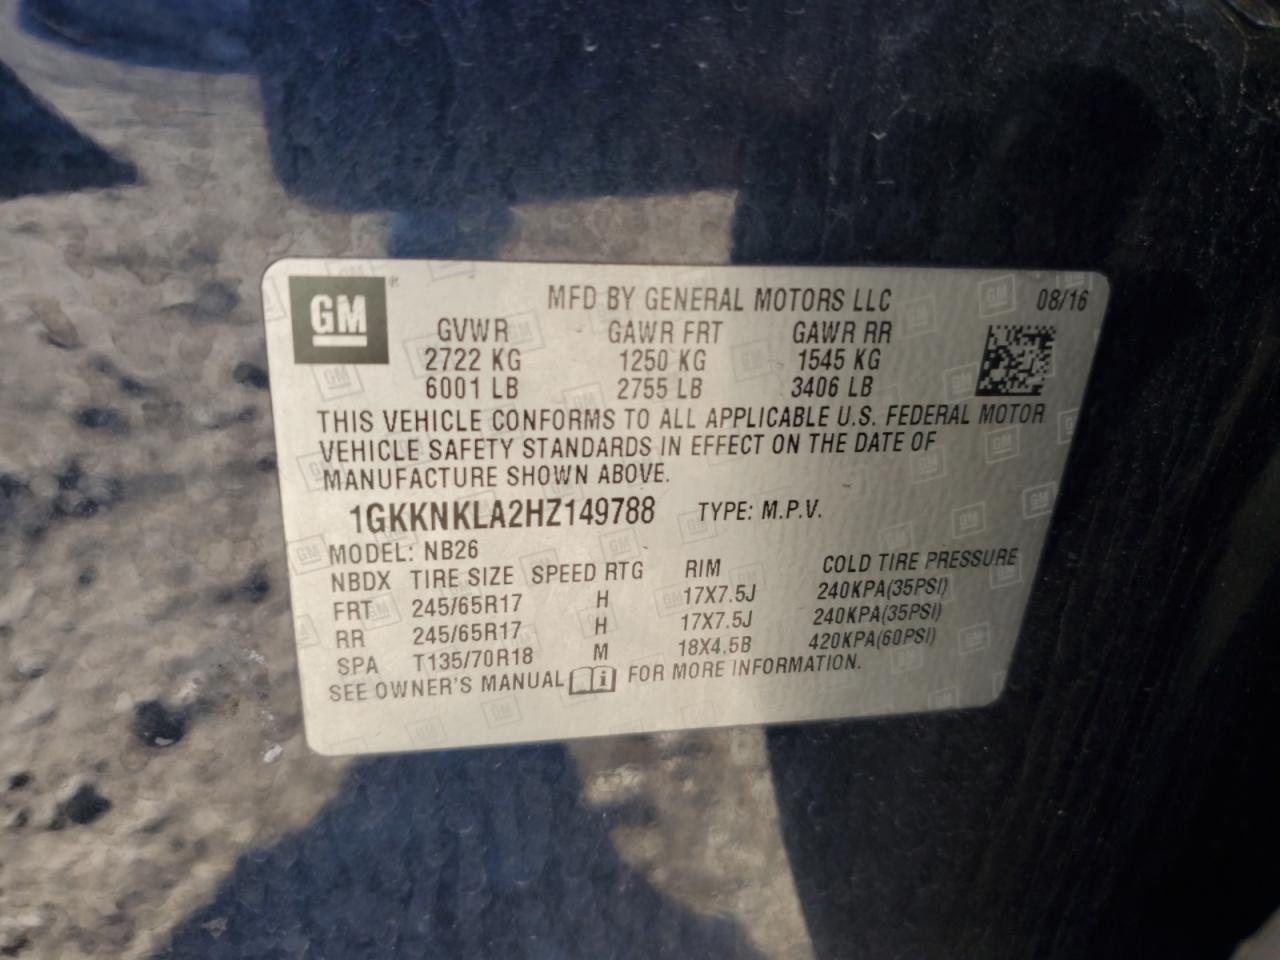 GM ® MFD BY GENERAL MOTORS LLC 08/16
GVWR GAWR FRT GAWR RR
2722 KG 1250 KG 1545 KG
6001 LB 2755 LB 3406 LB
THIS VEHICLE CONFORMS TO ALL APPLICABLE U.S. FEDERAL MOTOR
VEHICLE SAFETY STANDARDS IN EFFECT ON THE DATE OF
MANUFACTURE SHOWN ABOVE.
1GKKNKLA2HZ149788 TYPE: M.P.V.
MODEL: NB26
NBDX TIRE SIZE SPEED RTG RIM COLD TIRE PRESSURE
FRT 245/65R17 H 17X7.5J 240KPA(35PSI)
RR 245/65R17 H 17X7.5J 240KPA(35PSI)
SPA T135/70R18 M 18X4.5B 420KPA(60PSI)
SEE OWNER'S MANUAL FOR MORE INFORMATION.